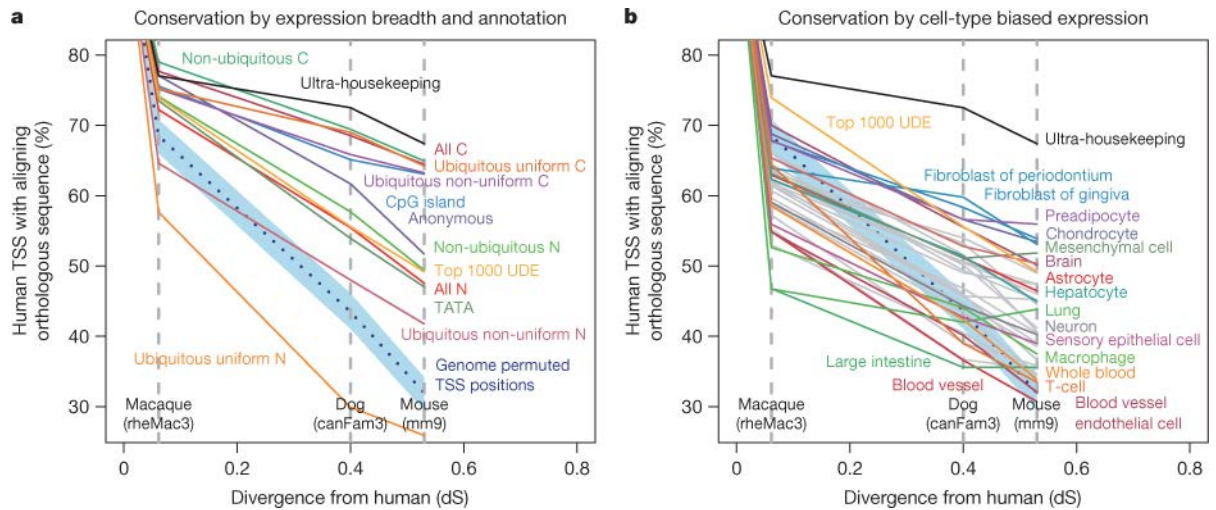 a
Conservation by expression breadth and annotation
Human TSS with aligning
orthologous sequence (%)
80
70
60
50
40
30
Non-ubiquitous C
Ultra-housekeeping
All C
Ubiquitous uniform C
Ubiquitous non-uniform C
CpG island
Anonymous
Non-ubiquitous N
Top 1000 UDE
All N
TATA
Ubiquitous non-uniform N
Ubiquitous uniform N
Genome permuted
TSS positions
Macaque
(rheMac3)
Dog
(canFam3)
Mouse
(mm9)
0
0.2
0.4
0.6
0.8
Divergence from human (dS)
b
Conservation by cell-type biased expression
Human TSS with aligning
orthologous sequence (%)
80
70
60
50
40
30
Top 1000 UDE
Ultra-housekeeping
Fibroblast of periodontium
Fibroblast of gingiva
Preadipocyte
Chondrocyte
Mesenchymal cell
Brain
Astrocyte
Hepatocyte
Lung
Neuron
Sensory epithelial cell
Macrophage
Whole blood
T-cell
Large intestine
Blood vessel
Blood vessel
endothelial cell
Macaque
(rheMac3)
Dog
(canFam3)
Mouse
(mm9)
0
0.2
0.4
0.6
0.8
Divergence from human (dS)